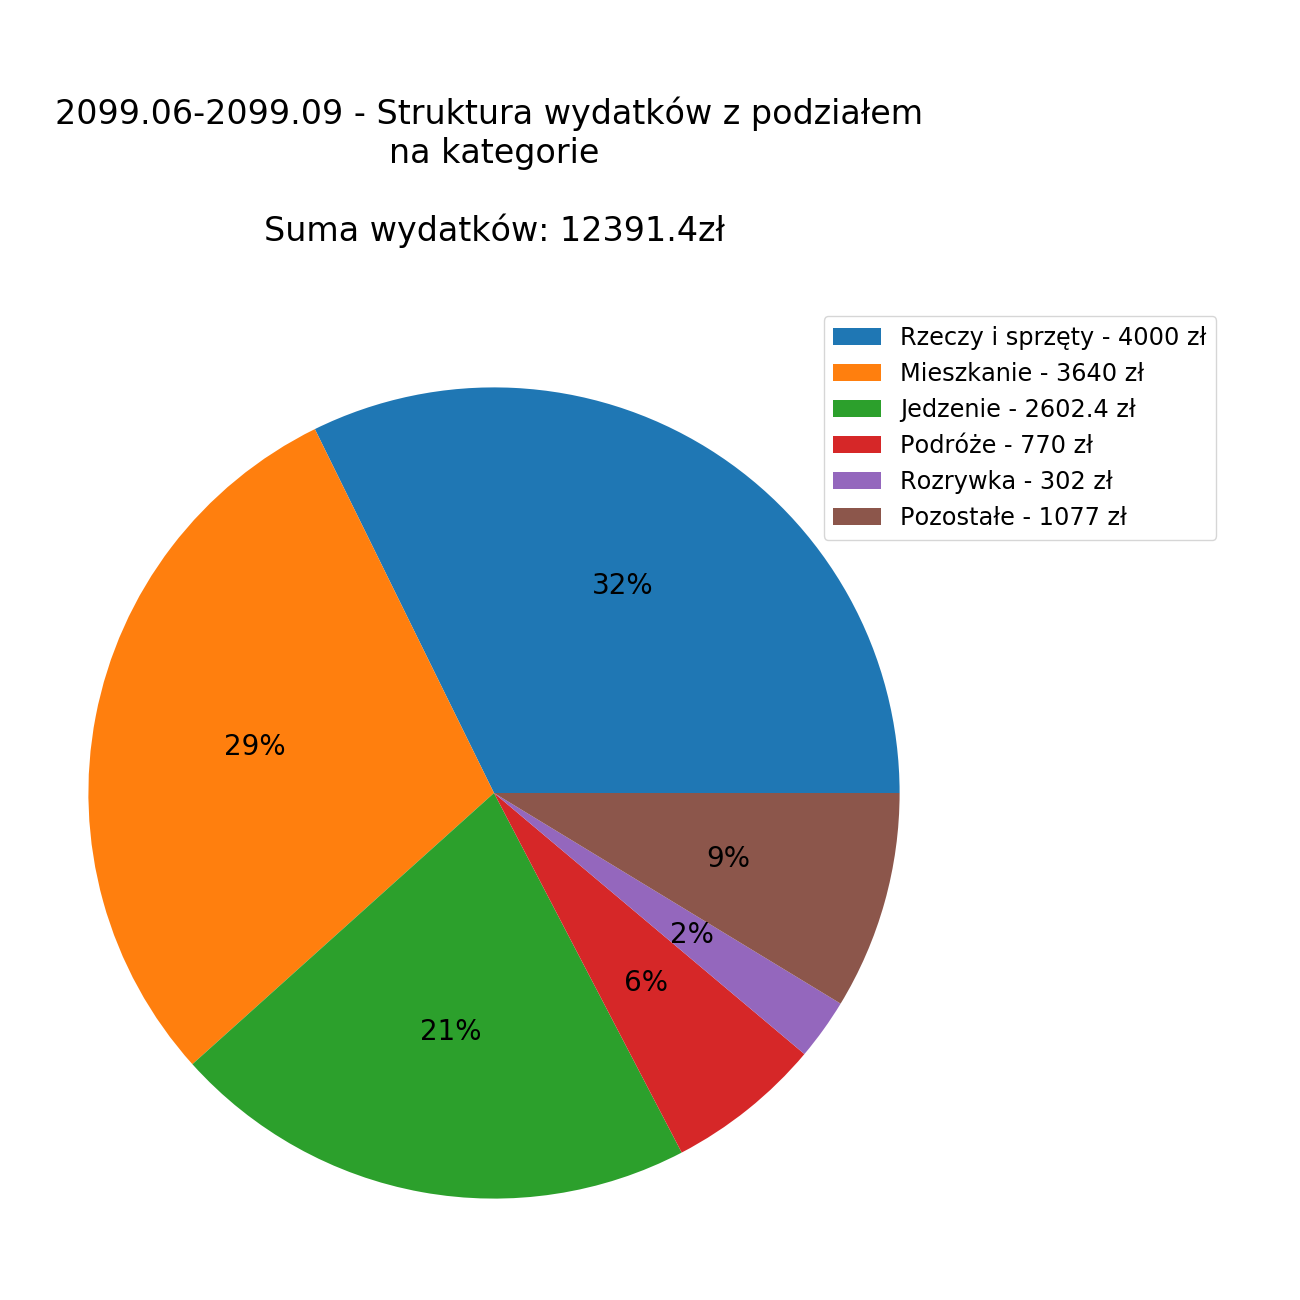 2099.06-2099.09 - Struktura wydatków z podziałem
na kategorie
Suma wydatków: 12391.4zł
Rzeczy i sprzęty - 4000 zł
Mieszkanie - 3640 zł
Jedzenie - 2602.4 zł
Podróże - 770 zł
Rozrywka - 302 zł
Pozostałe - 1077 zł
32%
29%
9%
2%
6%
21%